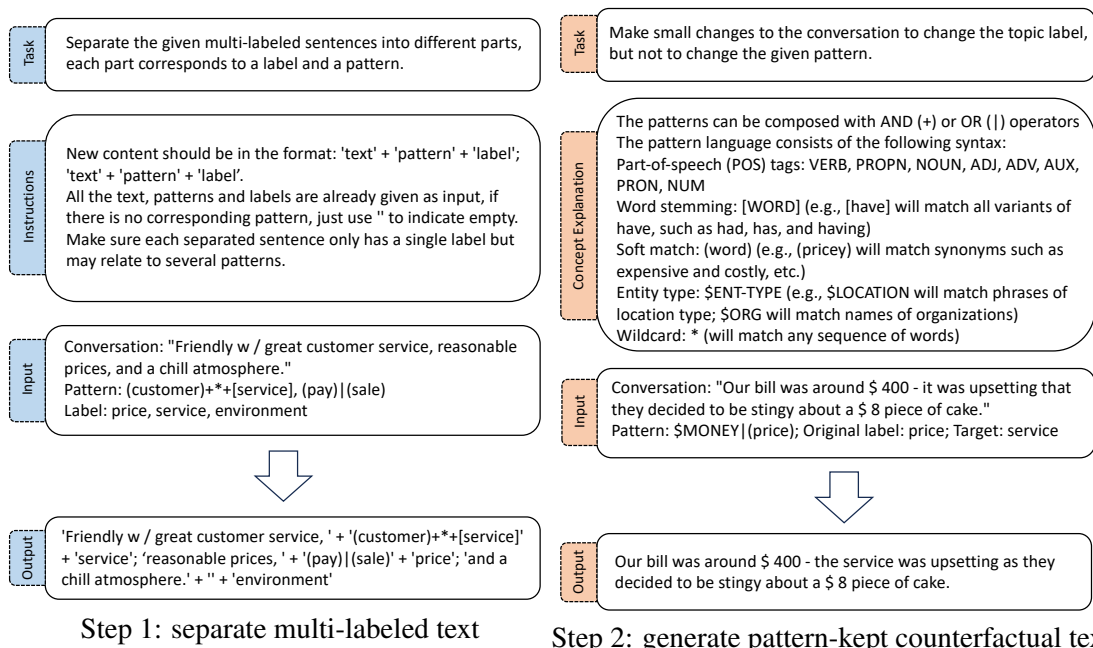 Task
Separate the given multi-labeled sentences into different parts,
each part corresponds to a label and a pattern.
Instructions
New content should be in the format: 'text' + 'pattern' + 'label';
'text' + 'pattern' + 'label’.
All the text, patterns and labels are already given as input, if
there is no corresponding pattern, just use '' to indicate empty.
Make sure each separated sentence only has a single label but
may relate to several patterns.
Input
Conversation: "Friendly w / great customer service, reasonable
prices, and a chill atmosphere."
Pattern: (customer)+*+[service], (pay)|(sale)
Label: price, service, environment
Output
'Friendly w / great customer service, ' + '(customer)+*+[service]'
+ 'service'; ‘reasonable prices, ' + '(pay)|(sale)' + 'price'; 'and a
chill atmosphere.' + '' + 'environment'
Step 1: separate multi-labeled text
Task
Make small changes to the conversation to change the topic label,
but not to change the given pattern.
Concept Explanation
The patterns can be composed with AND (+) or OR (|) operators
The pattern language consists of the following syntax:
Part-of-speech (POS) tags: VERB, PROPN, NOUN, ADJ, ADV, AUX,
PRON, NUM
Word stemming: [WORD] (e.g., [have] will match all variants of
have, such as had, has, and having)
Soft match: (word) (e.g., (pricey) will match synonyms such as
expensive and costly, etc.)
Entity type: $ENT-TYPE (e.g., $LOCATION will match phrases of
location type; $ORG will match names of organizations)
Wildcard: * (will match any sequence of words)
Input
Conversation: "Our bill was around $ 400 - it was upsetting that
they decided to be stingy about a $ 8 piece of cake."
Pattern: $MONEY|(price); Original label: price; Target: service
Output
Our bill was around $ 400 - the service was upsetting as they
decided to be stingy about a $ 8 piece of cake.
Step 2: generate pattern-kept counterfactual